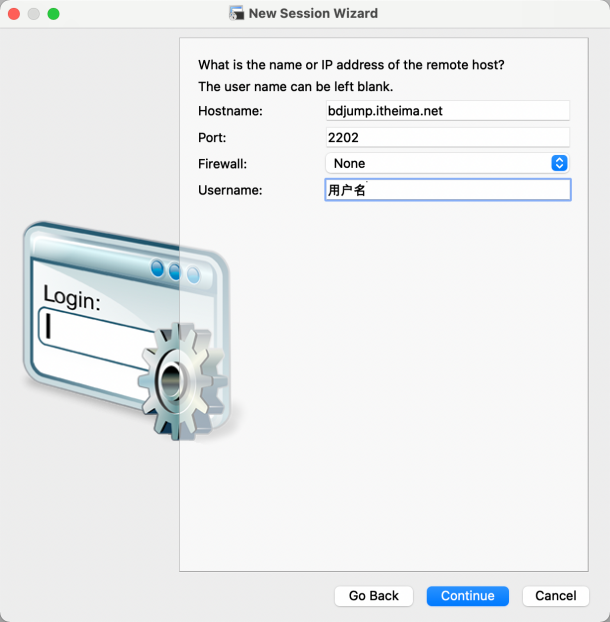 New Session Wizard
What is the name or IP address of the remote host?
The user name can be left blank.
Hostname: bdjump.itheima.net
Port: 2202
Firewall: None
Username: 用户名
Login:
Go Back Continue Cancel